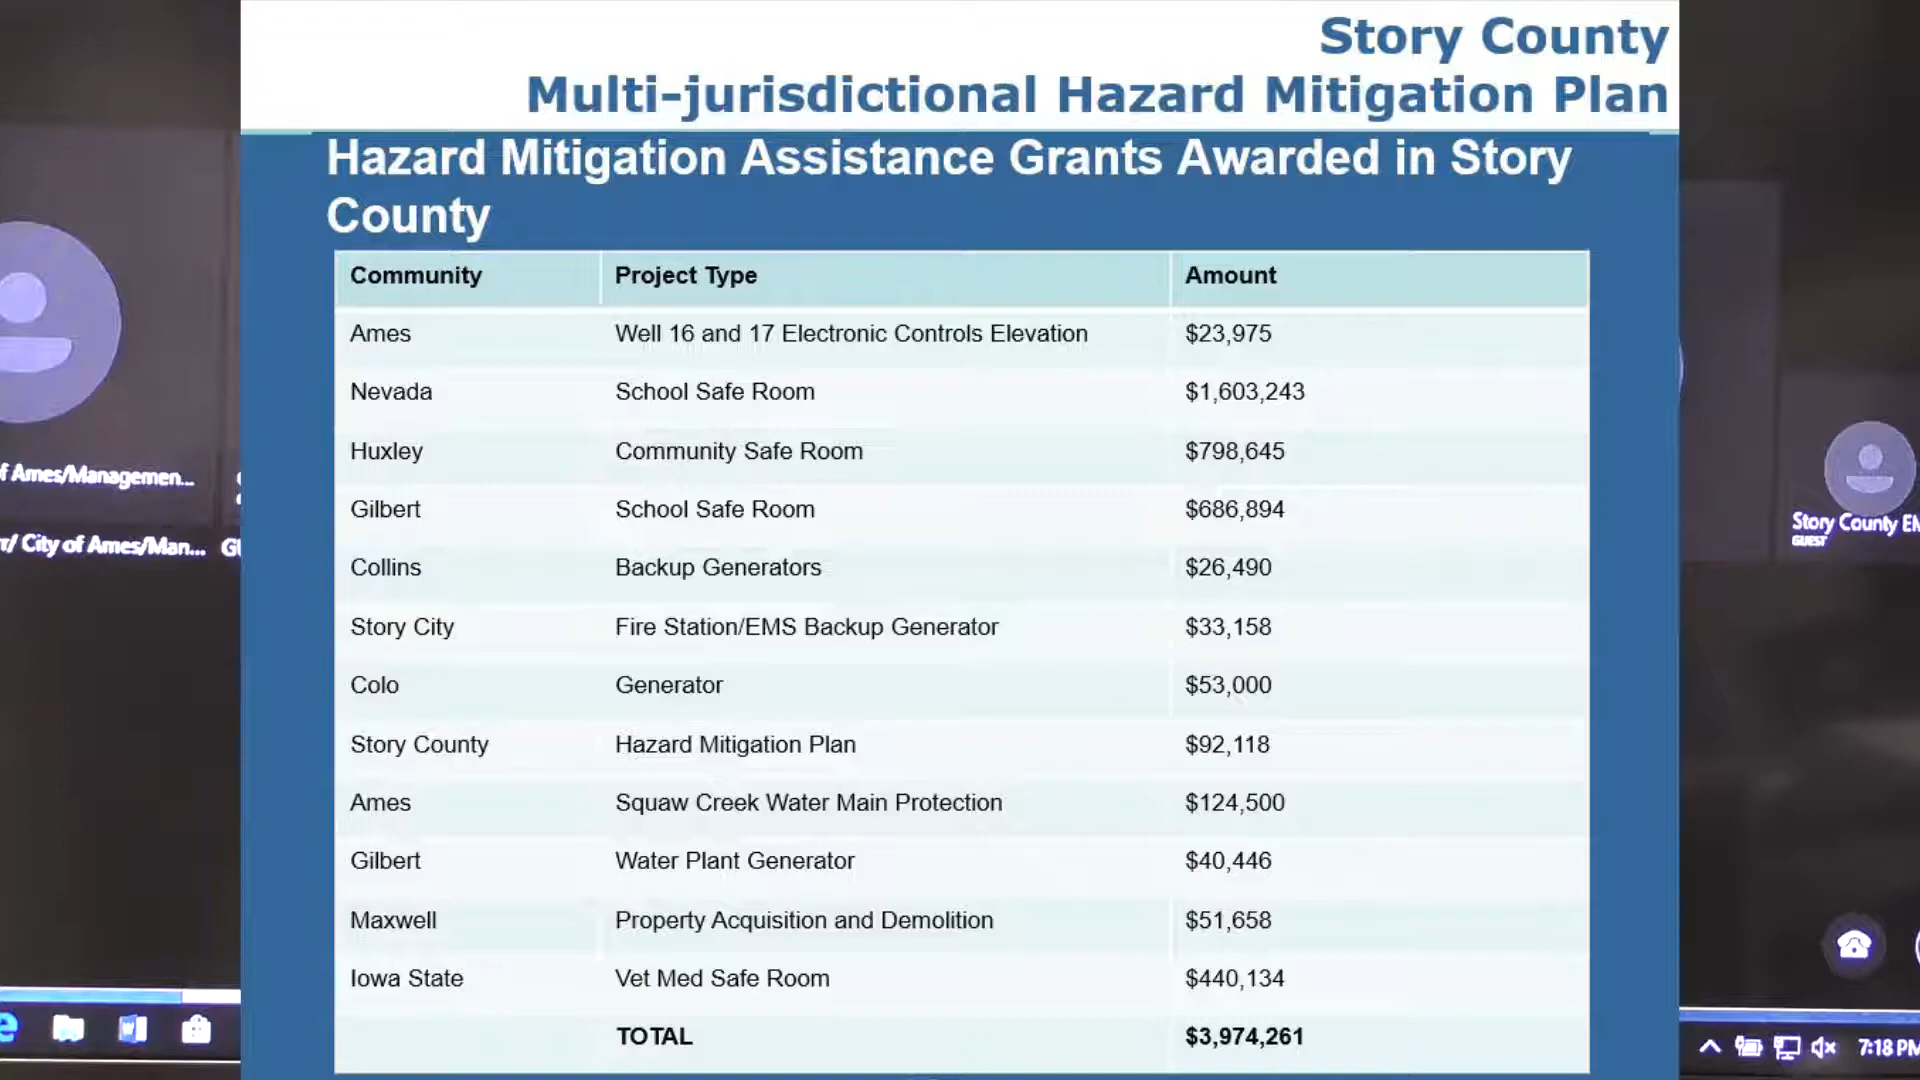 Story County
Multi-jurisdictional Hazard Mitigation Plan
Hazard Mitigation Assistance Grants Awarded in Story
County
Community Project Type Amount
Ames Well 16 and 17 Electronic Controls Elevation $23,975
Nevada School Safe Room $1,603,243
Huxley Community Safe Room $798,645
Gilbert School Safe Room $686,894
Collins Backup Generators $26,490
Story City Fire Station/EMS Backup Generator $33,158
Colo Generator $53,000
Story County Hazard Mitigation Plan $92,118
Ames Squaw Creek Water Main Protection $124,500
Gilbert Water Plant Generator $40,446
Maxwell Property Acquisition and Demolition $51,658
Iowa State Vet Med Safe Room $440,134
TOTAL $3,974,261
f Ames/Managemen...
/ City of Ames/Man...
Story County EM
GUEST
7:18 PM